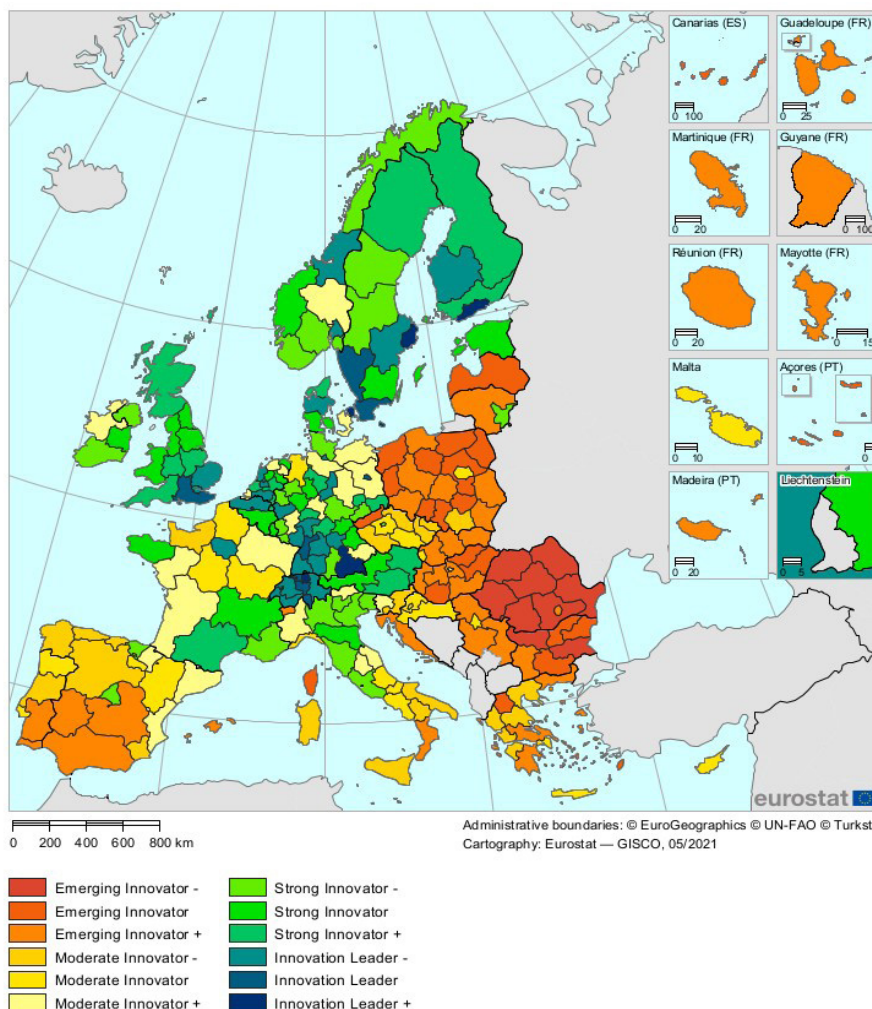 Canarias (ES)
0 100
Guadeloupe (FR)
0 25
Martinique (FR)
0 20
Guyane (FR)
0 100
Réunion (FR)
0 20
Mayotte (FR)
0 15
Malta
0 10
Açores (PT)
0
Madeira (PT)
0 20
Liechtenstein
0 5
eurostat
0 200 400 600 800 km
Administrative boundaries: © EuroGeographics © UN-FAO © Turkst
Cartography: Eurostat — GISCO, 05/2021
Emerging Innovator -
Emerging Innovator
Emerging Innovator +
Moderate Innovator -
Moderate Innovator
Moderate Innovator +
Strong Innovator -
Strong Innovator
Strong Innovator +
Innovation Leader -
Innovation Leader
Innovation Leader +